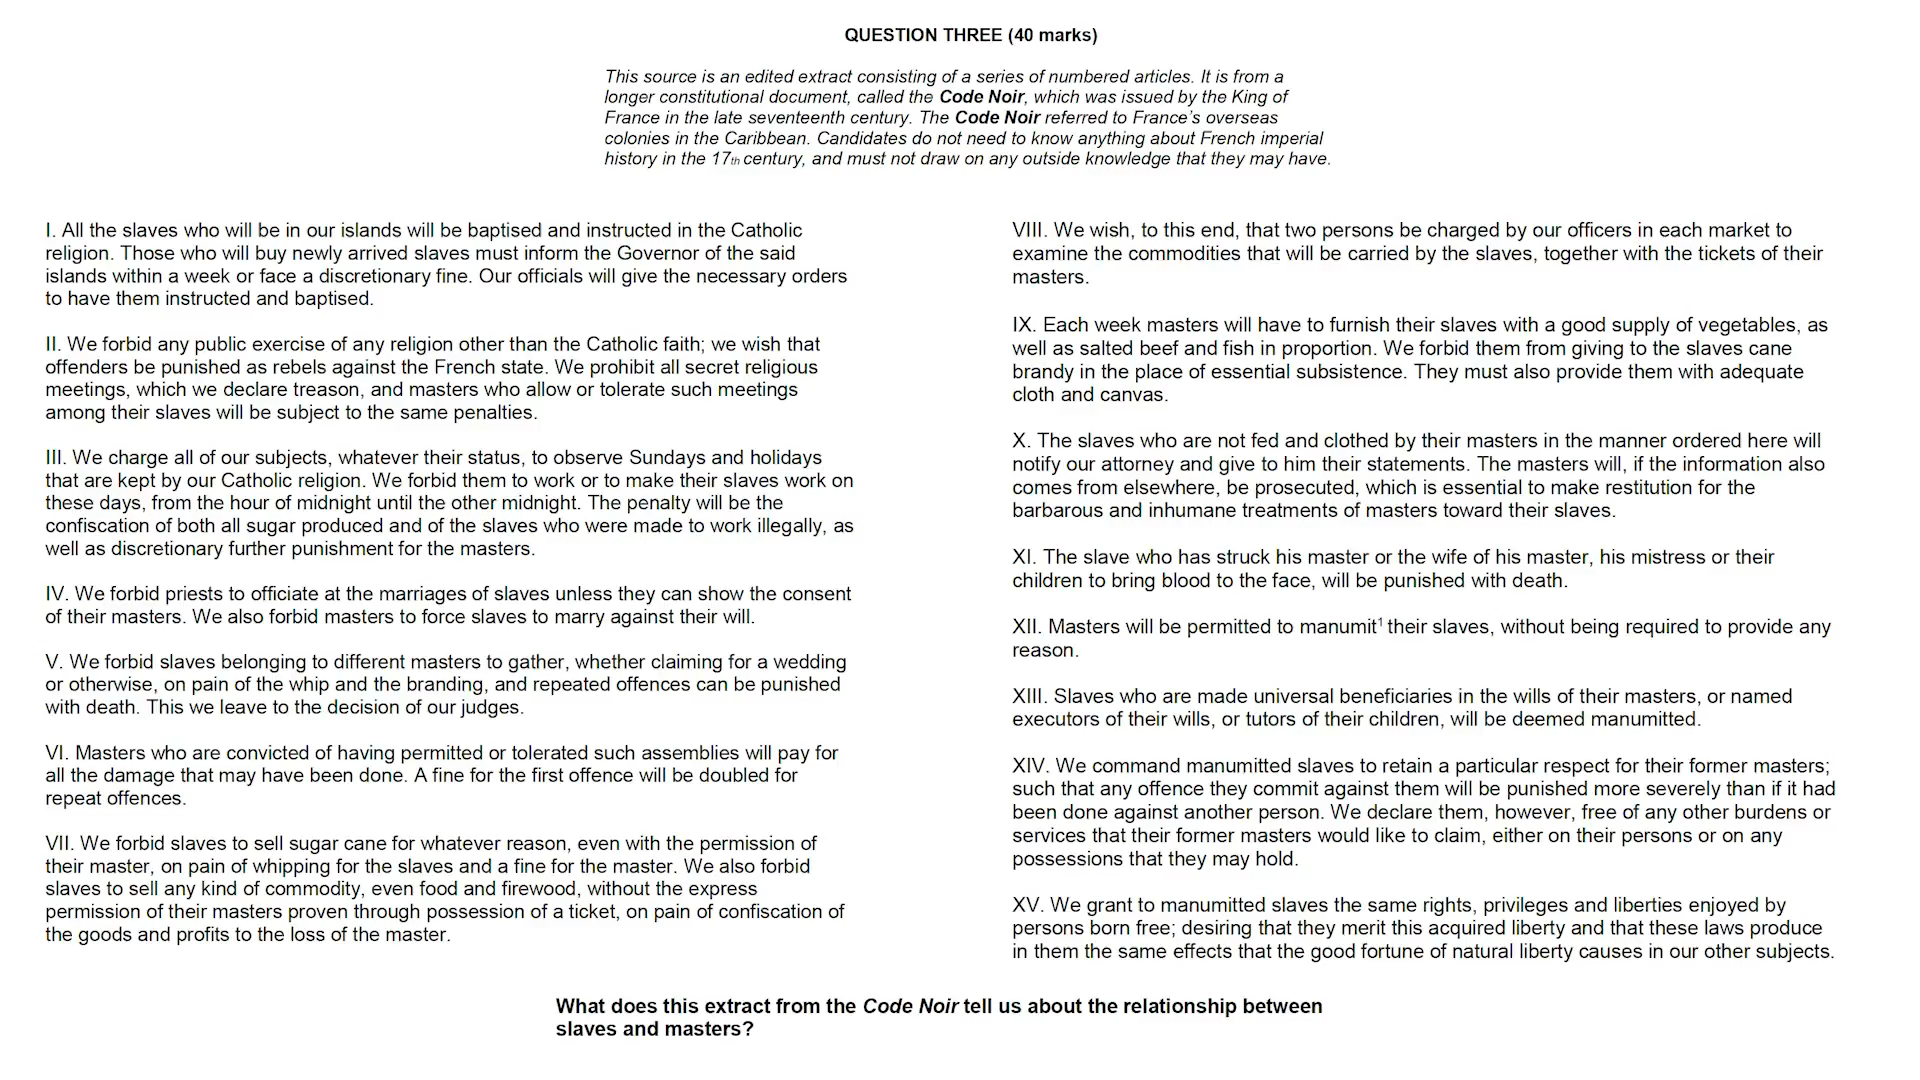 QUESTION THREE (40 marks)
This source is an edited extract consisting of a series of numbered articles. It is from a
longer constitutional document, called the Code Noir, which was issued by the King of
France in the late seventeenth century. The Code Noir referred to France's overseas
colonies in the Caribbean. Candidates do not need to know anything about French imperial
history in the 17th century, and must not draw on any outside knowledge that they may have.
I. All the slaves who will be in our islands will be baptised and instructed in the Catholic
religion. Those who will buy newly arrived slaves must inform the Governor of the said
islands within a week or face a discretionary fine. Our officials will give the necessary orders
to have them instructed and baptised.
II. We forbid any public exercise of any religion other than the Catholic faith; we wish that
offenders be punished as rebels against the French state. We prohibit all secret religious
meetings, which we declare treason, and masters who allow or tolerate such meetings
among their slaves will be subject to the same penalties.
III. We charge all of our subjects, whatever their status, to observe Sundays and holidays
that are kept by our Catholic religion. We forbid them to work or to make their slaves work on
these days, from the hour of midnight until the other midnight. The penalty will be the
confiscation of both all sugar produced and of the slaves who were made to work illegally, as
well as discretionary further punishment for the masters.
IV. We forbid priests to officiate at the marriages of slaves unless they can show the consent
of their masters. We also forbid masters to force slaves to marry against their will.
V. We forbid slaves belonging to different masters to gather, whether claiming for a wedding
or otherwise, on pain of the whip and the branding, and repeated offences can be punished
with death. This we leave to the decision of our judges.
VI. Masters who are convicted of having permitted or tolerated such assemblies will pay for
all the damage that may have been done. A fine for the first offence will be doubled for
repeat offences.
VII. We forbid slaves to sell sugar cane for whatever reason, even with the permission of
their master, on pain of whipping for the slaves and a fine for the master. We also forbid
slaves to sell any kind of commodity, even food and firewood, without the express
permission of their masters proven through possession of a ticket, on pain of confiscation of
the goods and profits to the loss of the master.
VIII. We wish, to this end, that two persons be charged by our officers in each market to
examine the commodities that will be carried by the slaves, together with the tickets of their
masters.
IX. Each week masters will have to furnish their slaves with a good supply of vegetables, as
well as salted beef and fish in proportion. We forbid them from giving to the slaves cane
brandy in the place of essential subsistence. They must also provide them with adequate
cloth and canvas.
X. The slaves who are not fed and clothed by their masters in the manner ordered here will
notify our attorney and give to him their statements. The masters will, if the information also
comes from elsewhere, be prosecuted, which is essential to make restitution for the
barbarous and inhumane treatments of masters toward their slaves.
XI. The slave who has struck his master or the wife of his master, his mistress or their
children to bring blood to the face, will be punished with death.
XII. Masters will be permitted to manumit¹ their slaves, without being required to provide any
reason.
XIII. Slaves who are made universal beneficiaries in the wills of their masters, or named
executors of their wills, or tutors of their children, will be deemed manumitted.
XIV. We command manumitted slaves to retain a particular respect for their former masters;
such that any offence they commit against them will be punished more severely than if it had
been done against another person. We declare them, however, free of any other burdens or
services that their former masters would like to claim, either on their persons or on any
possessions that they may hold.
XV. We grant to manumitted slaves the same rights, privileges and liberties enjoyed by
persons born free; desiring that they merit this acquired liberty and that these laws produce
in them the same effects that the good fortune of natural liberty causes in our other subjects.
What does this extract from the Code Noir tell us about the relationship between
slaves and masters?